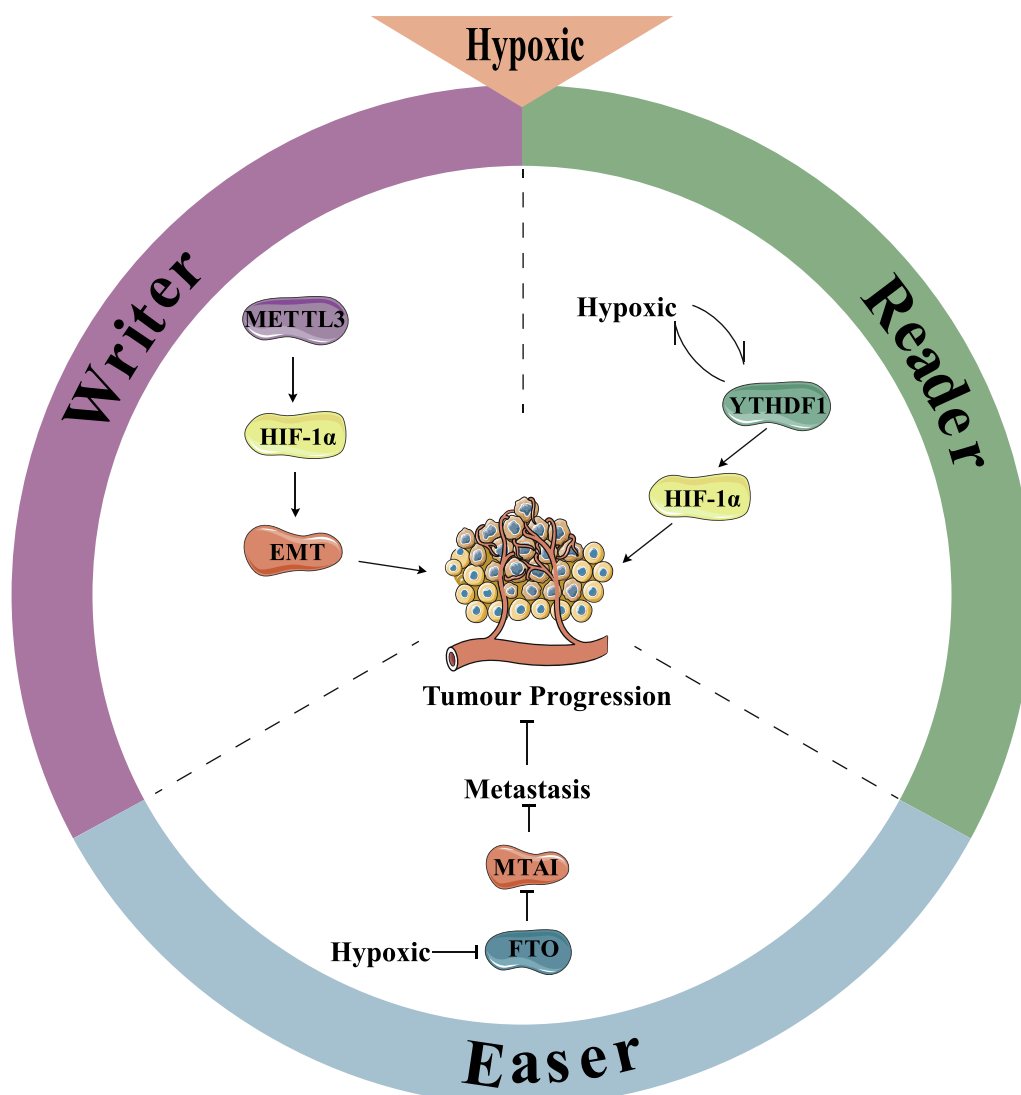 Hypoxic
Writer
METTL3
HIF-1α
EMT
Reader
Hypoxic
YTHDF1
HIF-1α
Tumour Progression
Metastasis
MTAI
Hypoxic
FTO
Easer